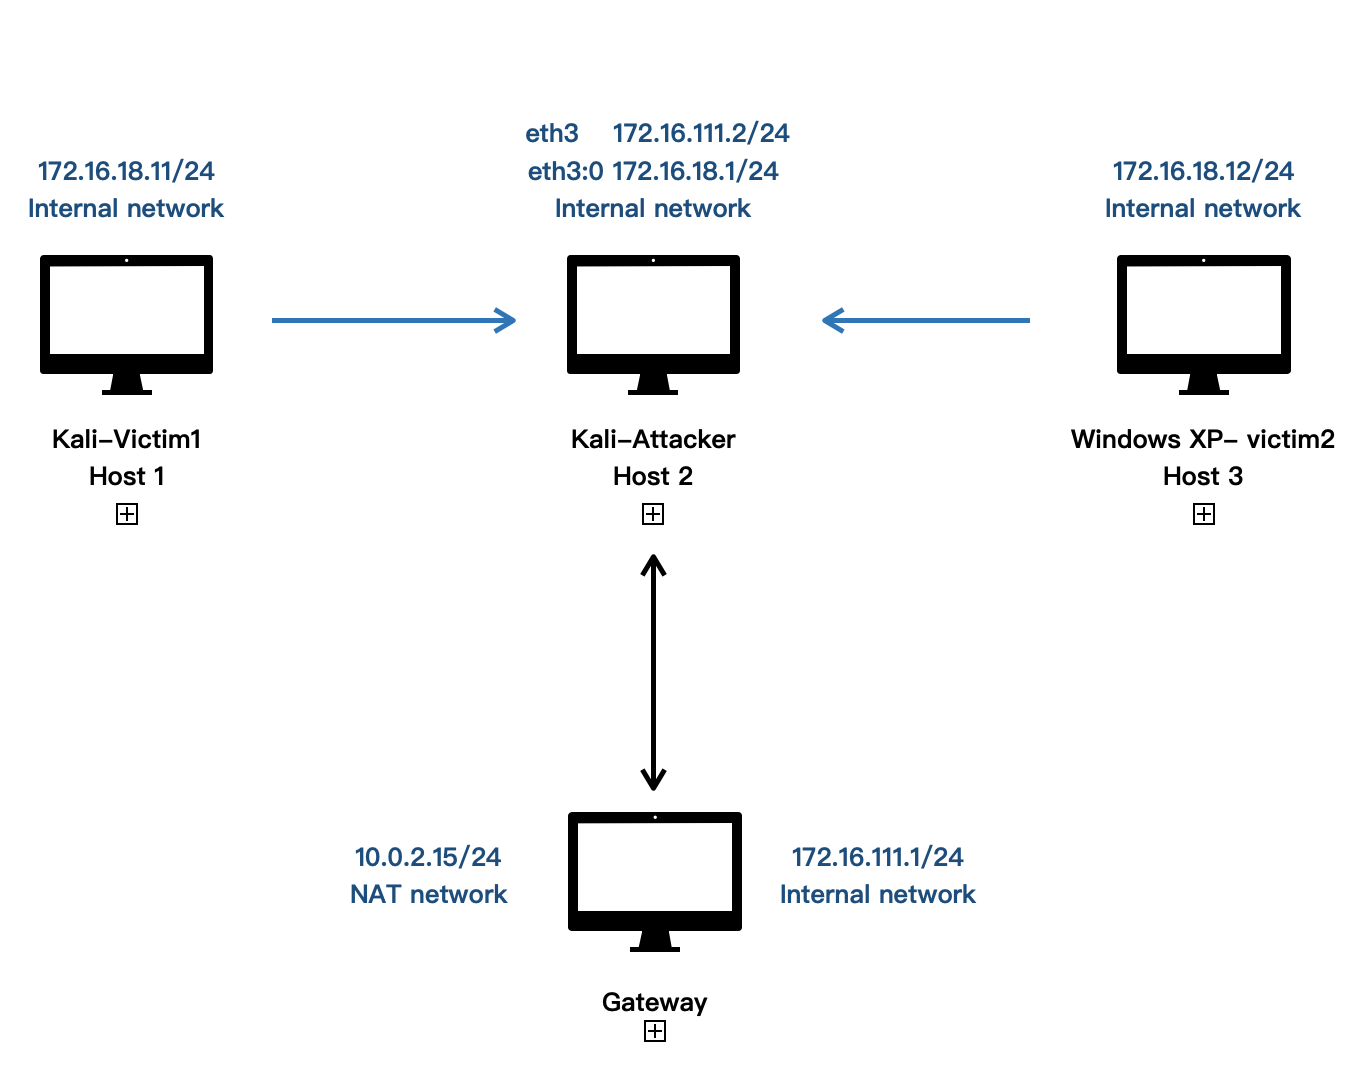 eth3 172.16.111.2/24
172.16.18.11/24
eth3:0 172.16.18.1/24
172.16.18.12/24
Internal network
Internal network
Internal network
Kali–Victim1
Host 1
Kali–Attacker
Host 2
Windows XP– victim2
Host 3
10.0.2.15/24
NAT network
172.16.111.1/24
Internal network
Gateway